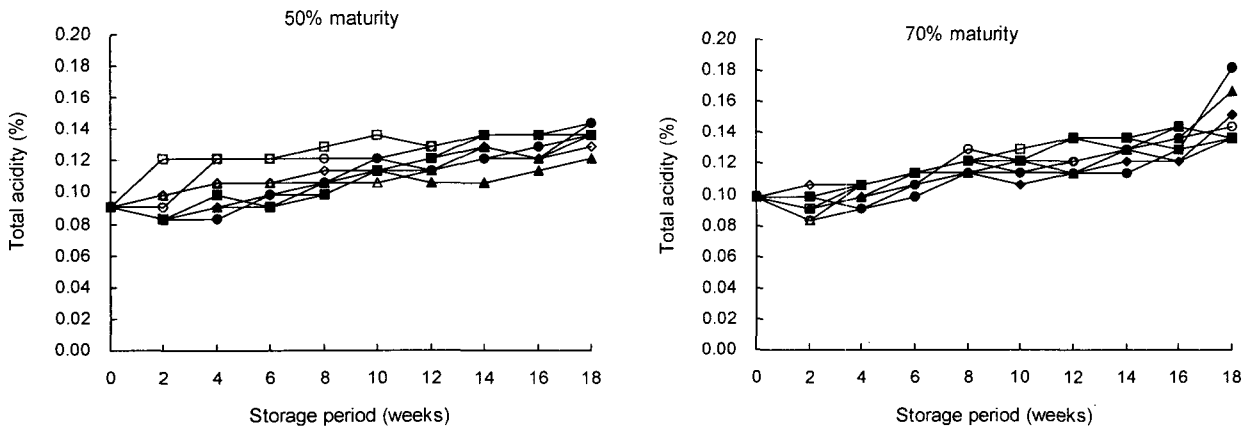 50% maturity
Total acidity (%)
0.20
0.18
0.16
0.14
0.12
0.10
0.08
0.06
0.04
0.02
0.00
0 2 4 6 8 10 12 14 16 18
Storage period (weeks)
70% maturity
Total acidity (%)
0.20
0.18
0.16
0.14
0.12
0.10
0.08
0.06
0.04
0.02
0.00
0 2 4 6 8 10 12 14 16 18
Storage period (weeks)